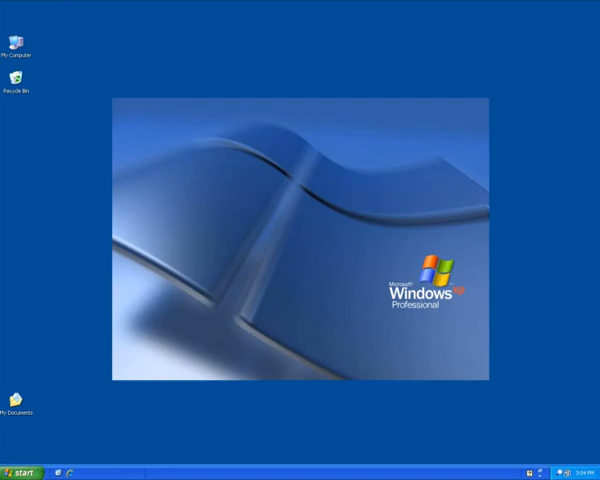 My Computer
Recycle Bin
Microsoft
Windows xp
Professional
My Documents
start
3:04 PM